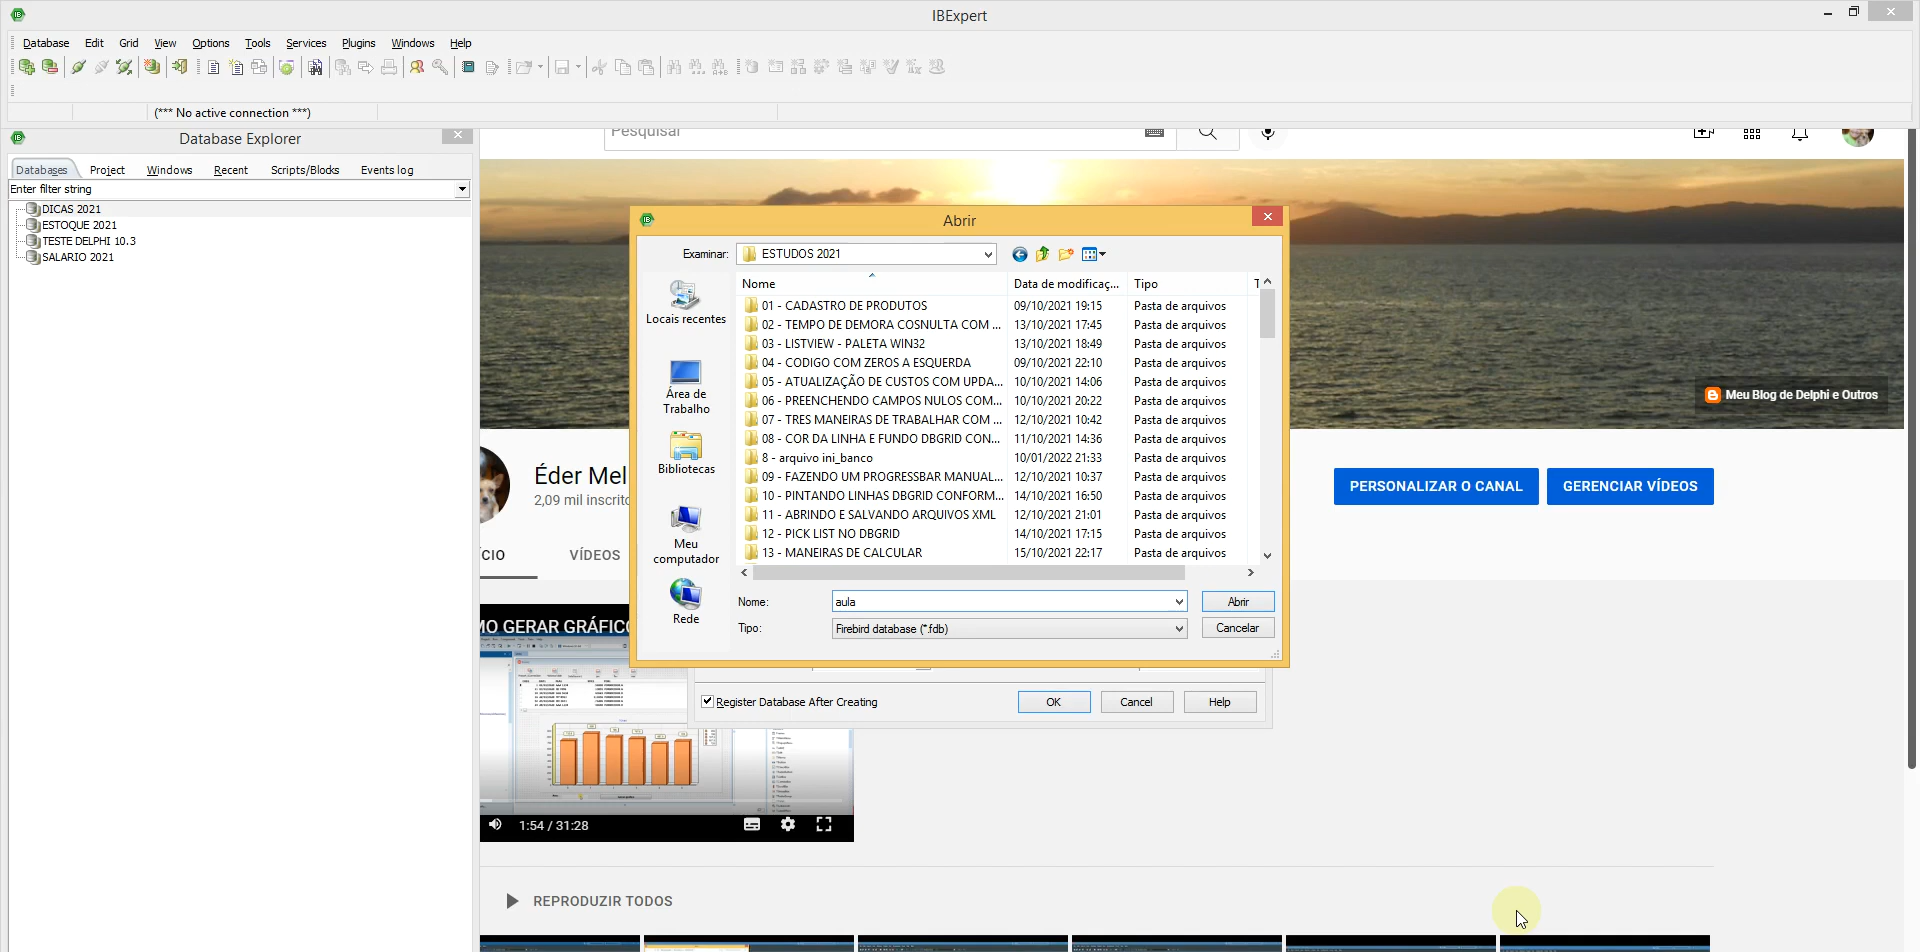 IBExpert
Database Edit Grid View Options Tools Services Plugins Windows Help
(*** No active connection ***)
Database Explorer
Databases Project Windows Recent Scripts/Blocks Events log
Enter filter string
DICAS 2021
ESTOQUE 2021
TESTE DELPHI 10.3
SALARIO 2021
Pesquisar
Meu Blog de Delphi e Outros
Éder Mel
2,09 mil inscrito
PERSONALIZAR O CANAL GERENCIAR VÍDEOS
CIO VÍDEOS
MO GERAR GRÁFICO
1:54 / 31:28
REPRODUZIR TODOS
Abrir
Examinar: ESTUDOS 2021
Locais recentes
Área de
Trabalho
Bibliotecas
Meu
computador
Rede
Nome Data de modificaç... Tipo T
01 - CADASTRO DE PRODUTOS 09/10/2021 19:15 Pasta de arquivos
02 - TEMPO DE DEMORA COSNULTA COM ... 13/10/2021 17:45 Pasta de arquivos
03 - LISTVIEW - PALETA WIN32 13/10/2021 18:49 Pasta de arquivos
04 - CODIGO COM ZEROS A ESQUERDA 09/10/2021 22:10 Pasta de arquivos
05 - ATUALIZAÇÃO DE CUSTOS COM UPDA... 10/10/2021 14:06 Pasta de arquivos
06 - PREENCHENDO CAMPOS NULOS COM... 10/10/2021 20:22 Pasta de arquivos
07 - TRES MANEIRAS DE TRABALHAR COM ... 12/10/2021 10:42 Pasta de arquivos
08 - COR DA LINHA E FUNDO DBGRID CON... 11/10/2021 14:36 Pasta de arquivos
8 - arquivo ini_banco 10/01/2022 21:33 Pasta de arquivos
09 - FAZENDO UM PROGRESSBAR MANUAL... 12/10/2021 10:37 Pasta de arquivos
10 - PINTANDO LINHAS DBGRID CONFORM... 14/10/2021 16:50 Pasta de arquivos
11 - ABRINDO E SALVANDO ARQUIVOS XML 12/10/2021 21:01 Pasta de arquivos
12 - PICK LIST NO DBGRID 14/10/2021 17:15 Pasta de arquivos
13 - MANEIRAS DE CALCULAR 15/10/2021 22:17 Pasta de arquivos
Nome: aula Abrir
Tipo: Firebird database (*.fdb) Cancelar
Register Database After Creating OK Cancel Help